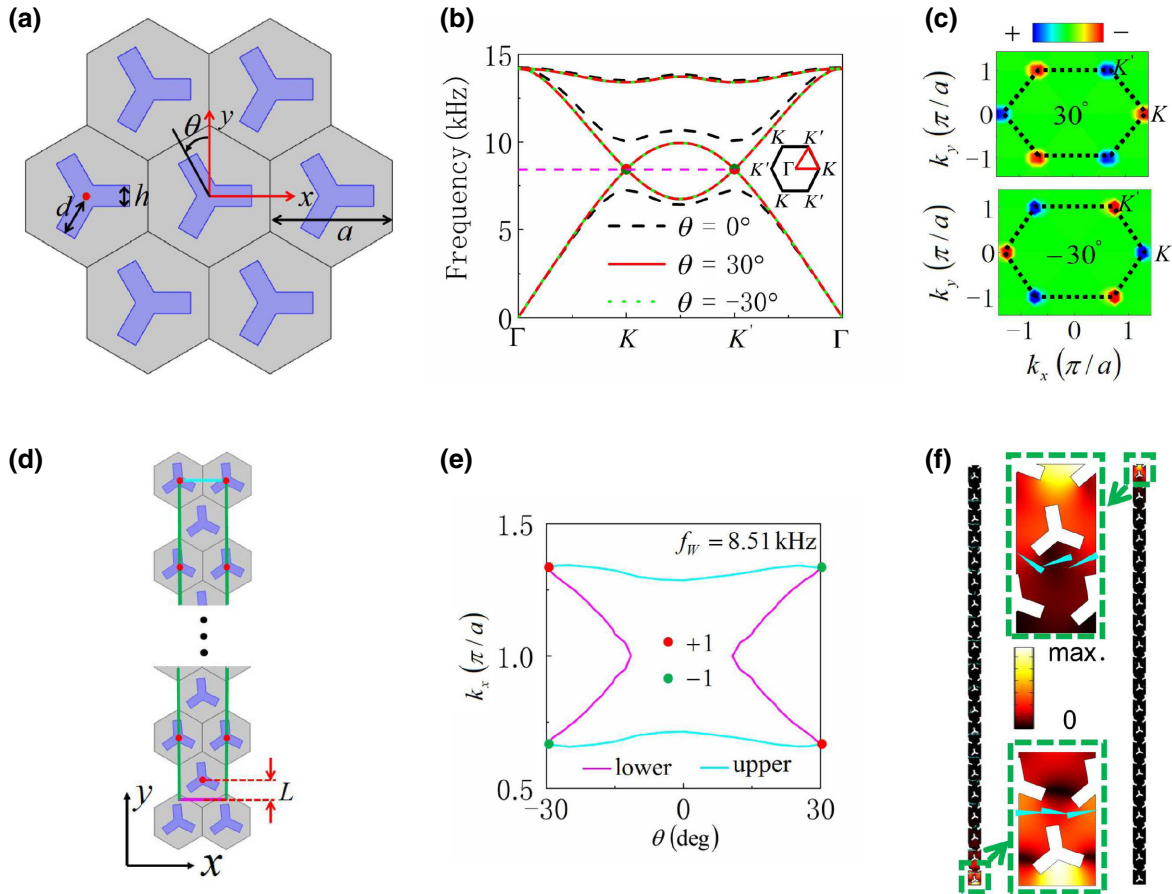 (a)
θ
y
x
d
h
a
(b)
Frequency (kHz)
15
10
5
0
θ = 0°
θ = 30°
θ = −30°
Γ K K' Γ
K K'
K' Γ K
K K'
(c)
+ −
k_y (π/a)
1
0
−1
30°
K'
K
k_y (π/a)
1
0
−1
−30°
K'
K
−1 0 1
k_x (π/a)
(d)
L
y
x
(e)
f_W = 8.51 kHz
k_x (π/a)
1.5
1.0
0.5
+1
−1
lower upper
−30 0 30
θ (deg)
(f)
max.
0